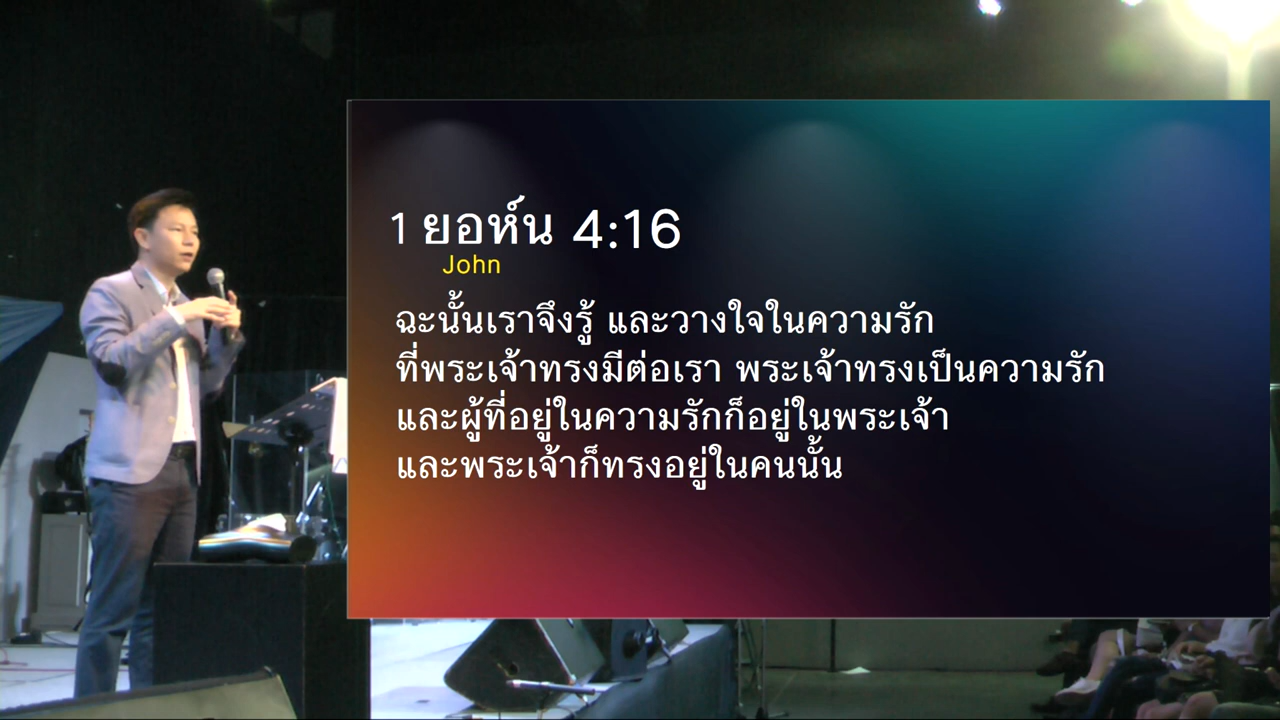 1 ยอห์น 4:16
John
ฉะนั้นเราจึงรู้ และวางใจในความรัก
ที่พระเจ้าทรงมีต่อเรา พระเจ้าทรงเป็นความรัก
และผู้ที่อยู่ในความรักก็อยู่ในพระเจ้า
และพระเจ้าก็ทรงอยู่ในคนนั้น